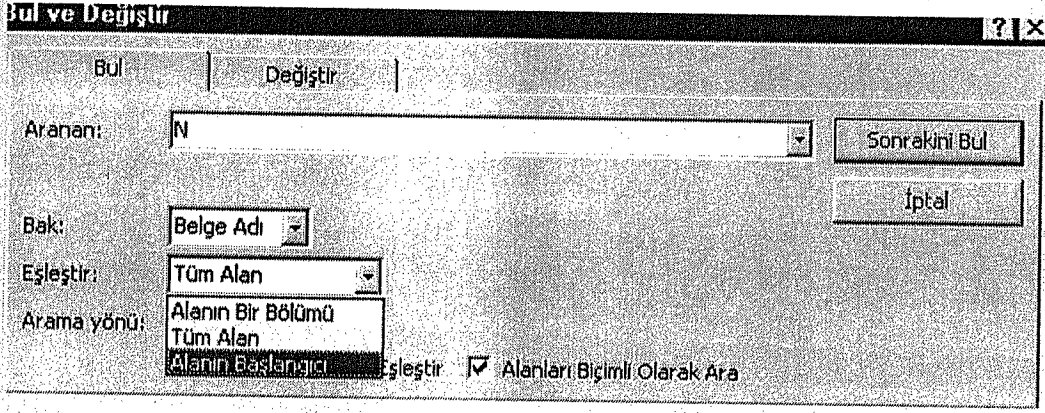 Bul ve Değiştir
Bul Değiştir
Aranan: N Sonrakini Bul
İptal
Bak: Belge Adı
Eşleştir: Tüm Alan
Arama yönü: Alanın Bir Bölümü
Tüm Alan
Alanın Başlangıcı
Eşleştir Alanları Biçimli Olarak Ara